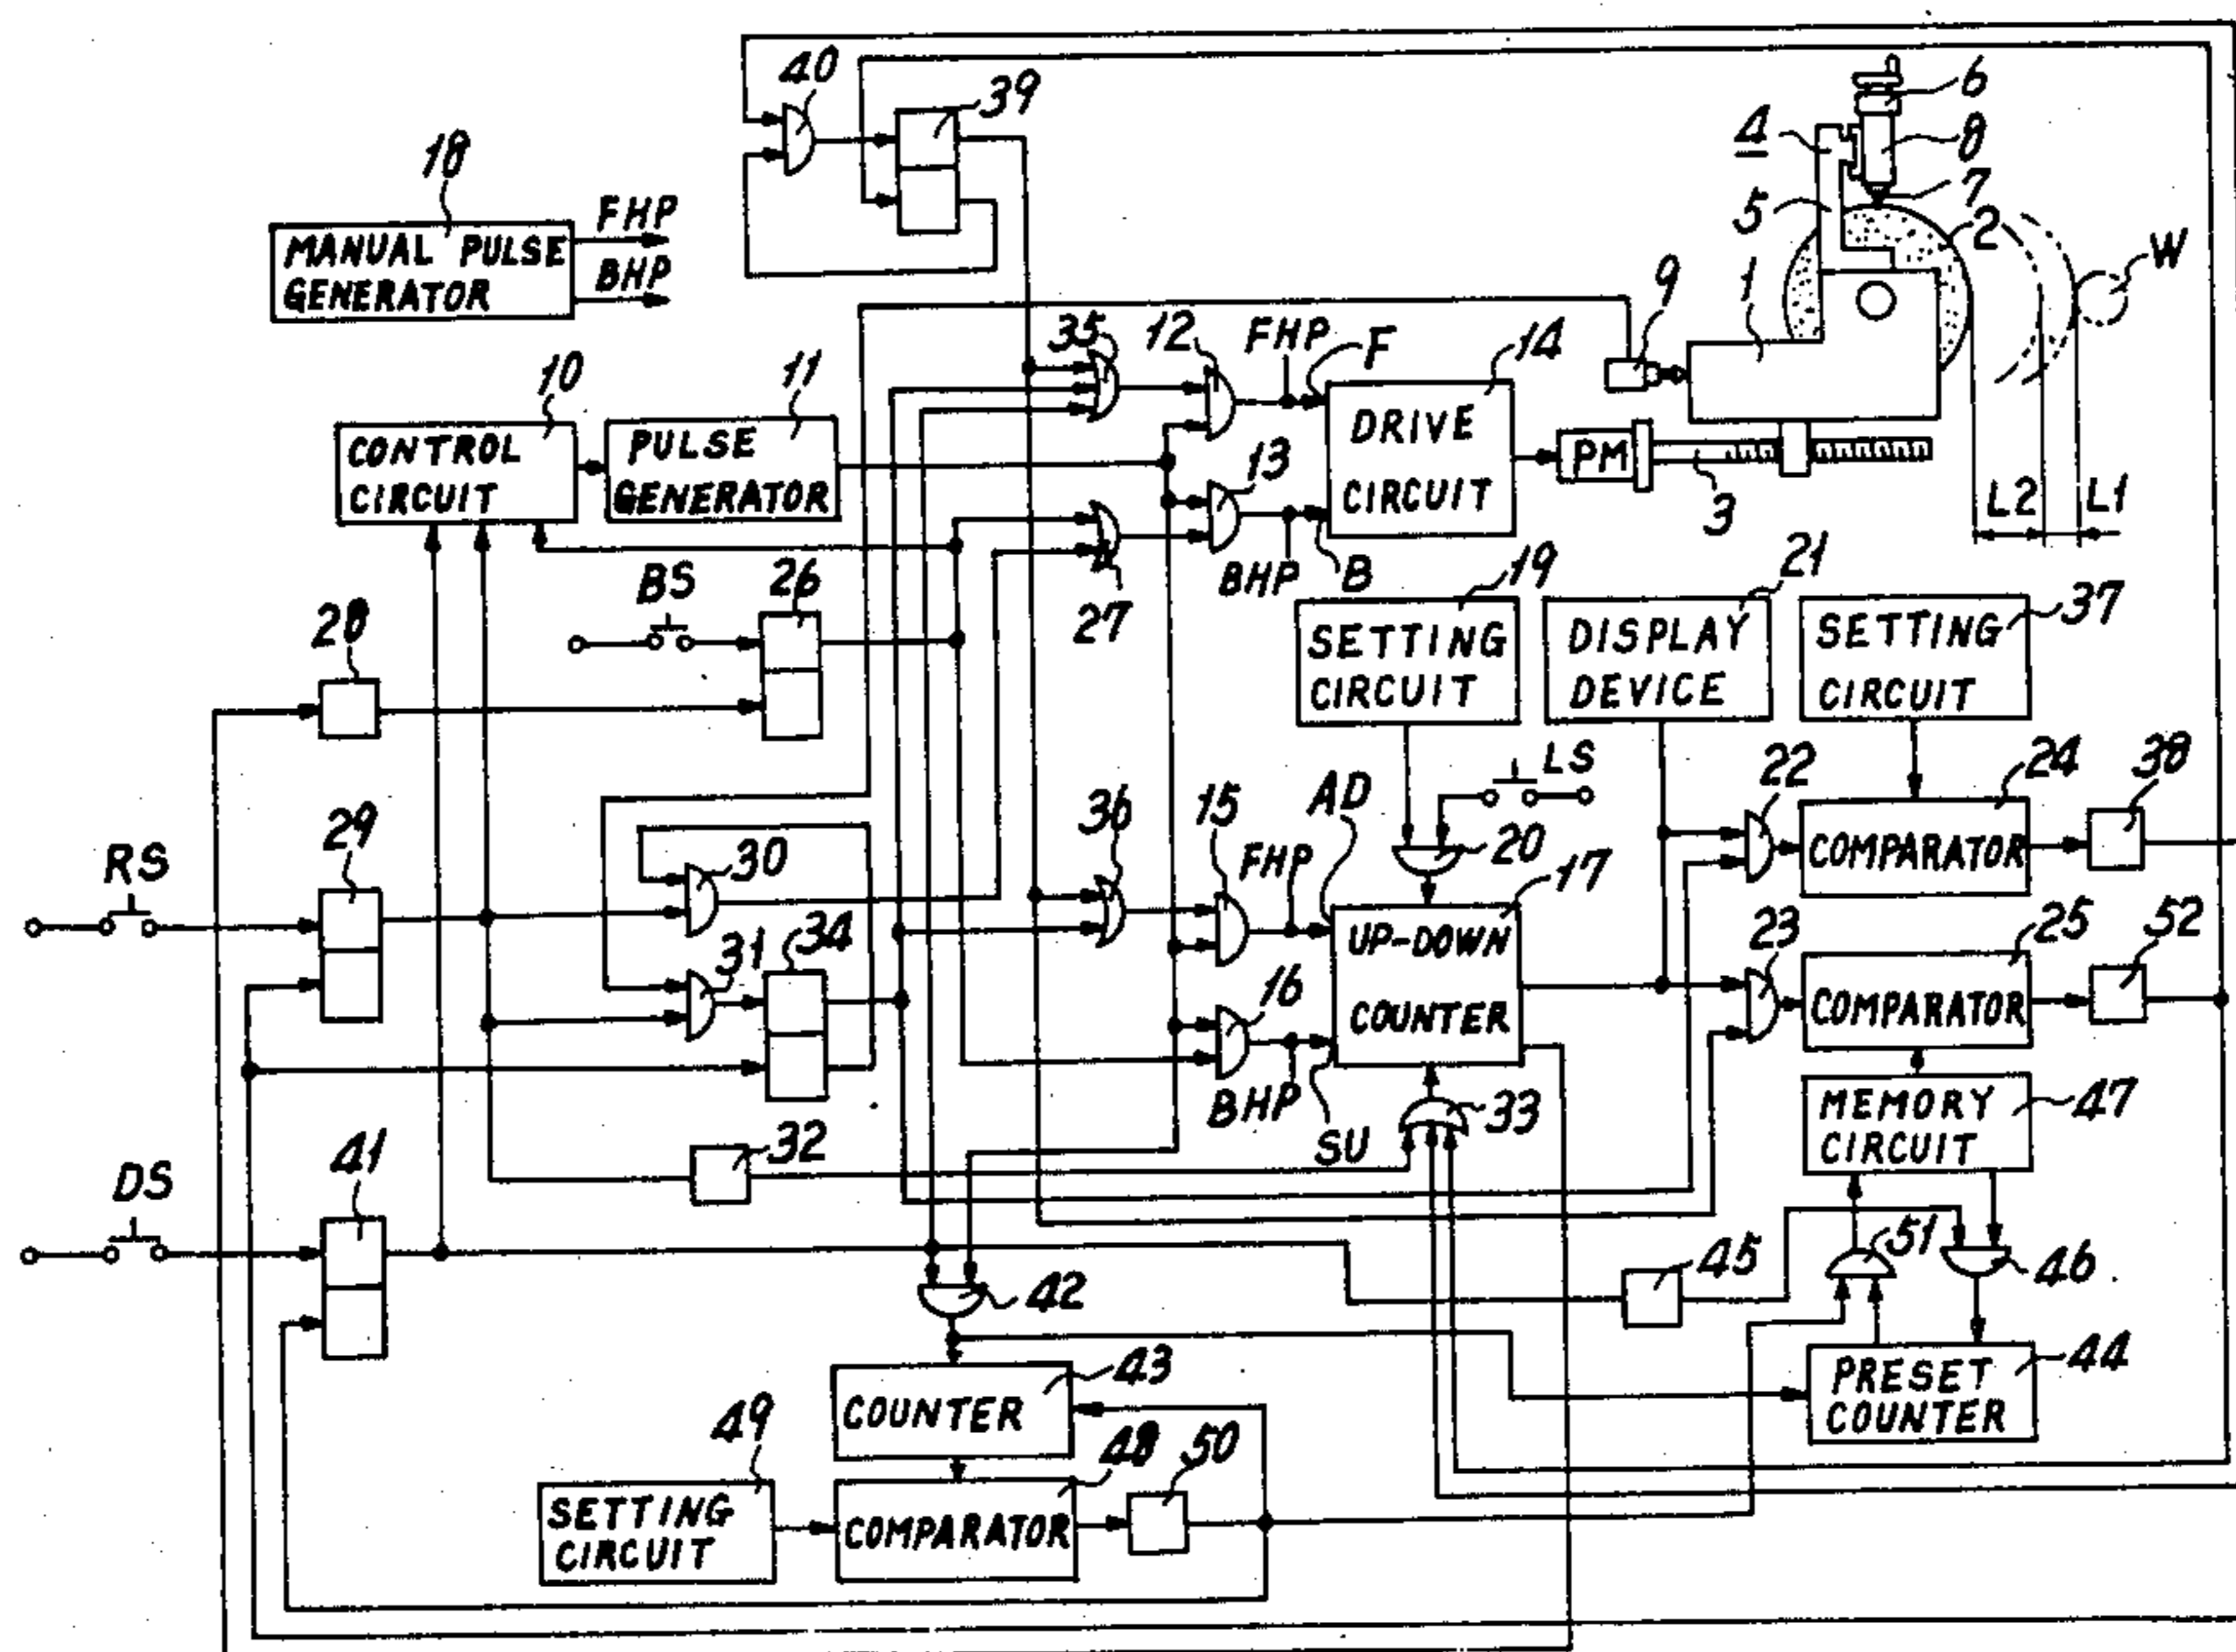 40
39
6
4
8
18
7
5
2
FHP
MANUAL PULSE
GENERATOR
BHP
9
1
W
35
12
FHP
F
14
10
11
CONTROL
CIRCUIT
PULSE
GENERATOR
DRIVE
CIRCUIT
PM
13
3
L2
L1
BHP
B
BS
26
27
19
21
37
28
SETTING
CIRCUIT
DISPLAY
DEVICE
SETTING
CIRCUIT
LS
22
24
38
29
36
15
AD
COMPARATOR
RS
30
FHP
20
17
34
UP-DOWN
COUNTER
23
25
52
31
16
COMPARATOR
BHP
33
MEMORY
CIRCUIT
47
32
SU
41
DS
45
51
46
42
43
COUNTER
PRESET
COUNTER
44
49
48
50
SETTING
CIRCUIT
COMPARATOR